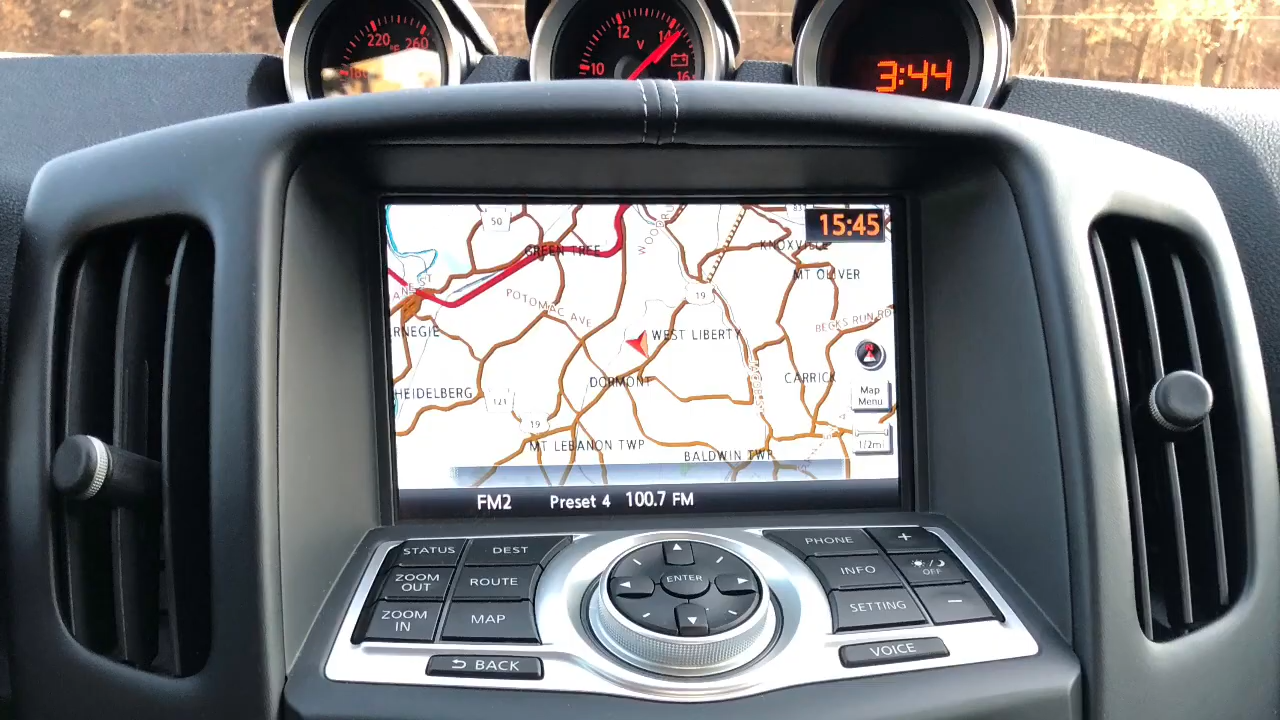 220 °F 260
180
10 12 V 14 16
3:44
15:45
50
GREEN TREE
KNOXVILLE
MT OLIVER
19
POTOMAC AVE
BECKS RUN RD
WEST LIBERTY
DORMONT
CARRICK
HEIDELBERG
121
19
MT LEBANON TWP
BALDWIN TWP
N
Map
Menu
1/2mi
FM2 Preset 4 100.7 FM
STATUS DEST
ZOOM OUT ROUTE
ZOOM IN MAP
BACK
ENTER
PHONE +
INFO OFF
SETTING −
VOICE